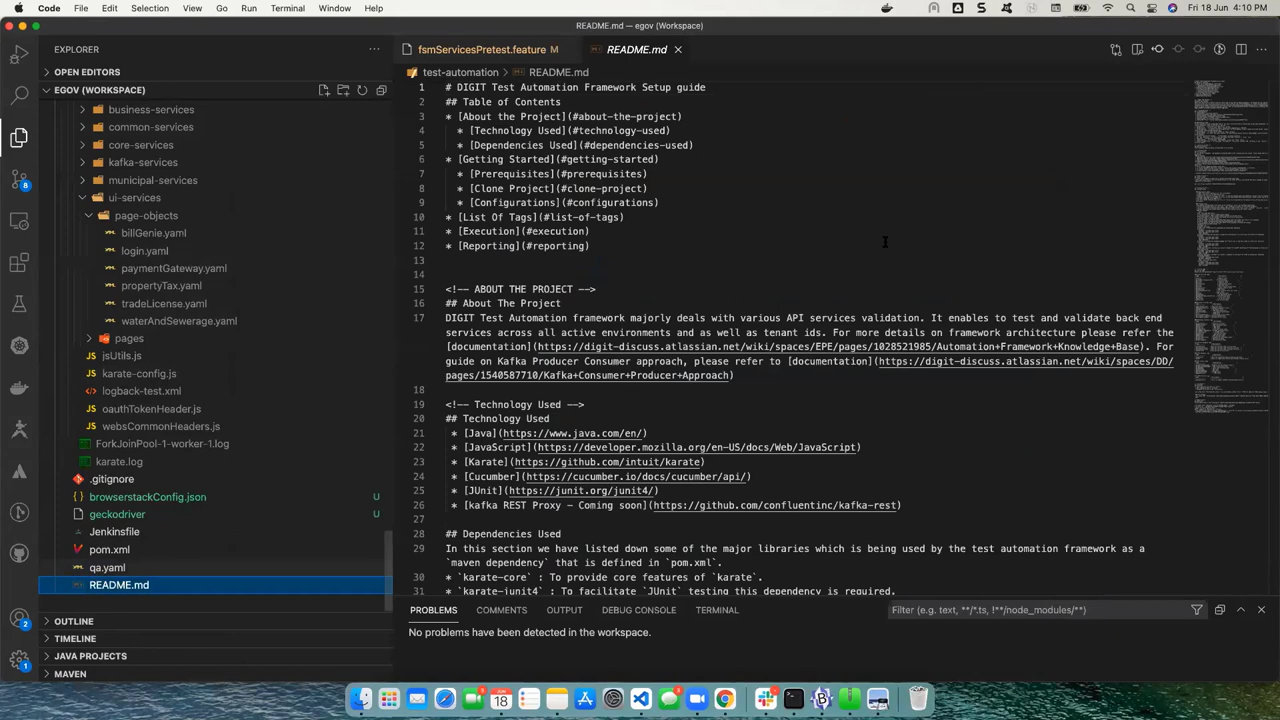 Code File Edit Selection View Go Run Terminal Window Help
Fri 18 Jun 4:10 PM
README.md — egov (Workspace)
EXPLORER
OPEN EDITORS
EGOV (WORKSPACE)
business-services
common-services
core-services
kafka-services
municipal-services
ui-services
page-objects
billGenie.yaml
login.yaml
paymentGateway.yaml
propertyTax.yaml
tradeLicense.yaml
waterAndSewerage.yaml
pages
jsUtils.js
karate-config.js
logback-test.xml
oauthTokenHeader.js
websCommonHeaders.js
ForkJoinPool-1-worker-1.log
karate.log
.gitignore
browserstackConfig.json U
geckodriver U
Jenkinsfile
pom.xml
qa.yaml
README.md
OUTLINE
TIMELINE
JAVA PROJECTS
MAVEN
8
2
1
fsmServicesPretest.feature M
README.md
test-automation > README.md
1 # DIGIT Test Automation Framework Setup guide
2 ## Table of Contents
3 * [About the Project](#about-the-project)
4 * [Technology Used](#technology-used)
5 * [Dependencies Used](#dependencies-used)
6 * [Getting Started](#getting-started)
7 * [Prerequisites](#prerequisites)
8 * [Clone Project](#clone-project)
9 * [Configurations](#configurations)
10 * [List Of Tags](#list-of-tags)
11 * [Execution](#execution)
12 * [Reporting](#reporting)
13
14
15 <!-- ABOUT THE PROJECT -->
16 ## About The Project
17 DIGIT Test Automation framework majorly deals with various API services validation. It enables to test and validate back end
services across all active environments and as well as tenant ids. For more details on framework architecture please refer the
[documentation](https://digit-discuss.atlassian.net/wiki/spaces/EPE/pages/1028521985/Automation+Framework+Knowledge+Base). For
guide on Kafka Producer Consumer approach, please refer to [documentation](https://digit-discuss.atlassian.net/wiki/spaces/DD/
pages/1540587710/Kafka+Consumer+Producer+Approach)
18
19 <!-- Technology Used -->
20 ## Technology Used
21 * [Java](https://www.java.com/en/)
22 * [JavaScript](https://developer.mozilla.org/en-US/docs/Web/JavaScript)
23 * [Karate](https://github.com/intuit/karate)
24 * [Cucumber](https://cucumber.io/docs/cucumber/api/)
25 * [JUnit](https://junit.org/junit4/)
26 * [kafka REST Proxy – Coming soon](https://github.com/confluentinc/kafka-rest)
27
28 ## Dependencies Used
29 In this section we have listed down some of the major libraries which is being used by the test automation framework as a
`maven dependency` that is defined in `pom.xml`.
30 * `karate-core` : To provide core features of `karate`.
31 * `karate-junit4` : To facilitate `JUnit` testing this dependency is required.
PROBLEMS COMMENTS OUTPUT DEBUG CONSOLE TERMINAL
Filter (e.g. text, **/*.ts, !**/node_modules/**)
No problems have been detected in the workspace.